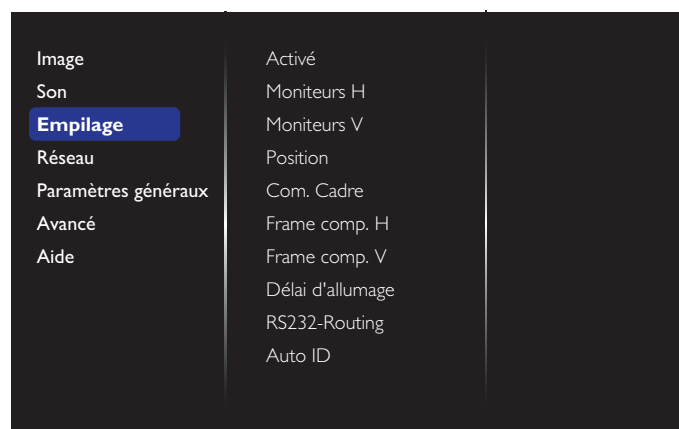 Image
Son
Empilage
Réseau
Paramètres généraux
Avancé
Aide
Activé
Moniteurs H
Moniteurs V
Position
Com. Cadre
Frame comp. H
Frame comp. V
Délai d'allumage
RS232-Routing
Auto ID